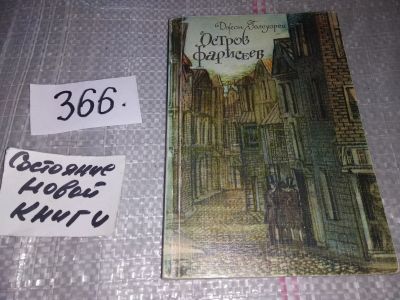 Джон Голсуорси
Остров
фарисеев
366.
Состояние
новой
книги